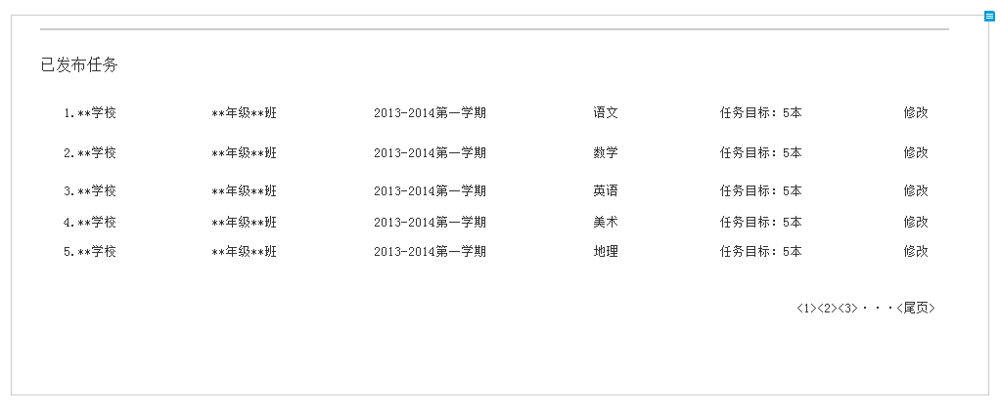 已发布任务
1.**学校 **年级**班 2013-2014第一学期 语文 任务目标：5本 修改
2.**学校 **年级**班 2013-2014第一学期 数学 任务目标：5本 修改
3.**学校 **年级**班 2013-2014第一学期 英语 任务目标：5本 修改
4.**学校 **年级**班 2013-2014第一学期 美术 任务目标：5本 修改
5.**学校 **年级**班 2013-2014第一学期 地理 任务目标：5本 修改
<1><2><3>···<尾页>